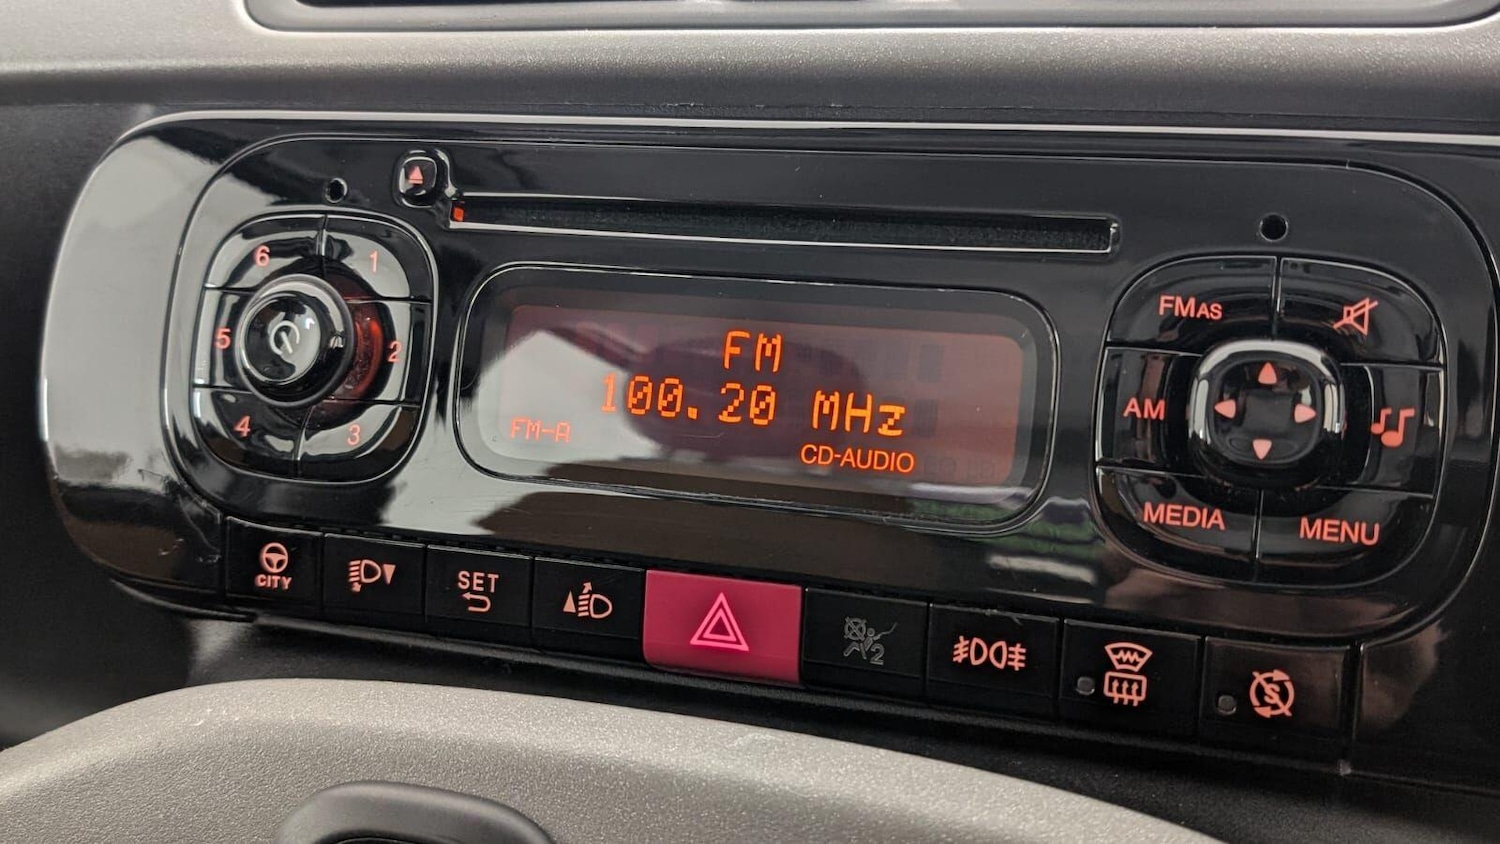 6
1
5
2
4
3
FM
100.20 MHz
FM-A
CD-AUDIO
FMAS
AM
MEDIA
MENU
CITY
SET
2
S